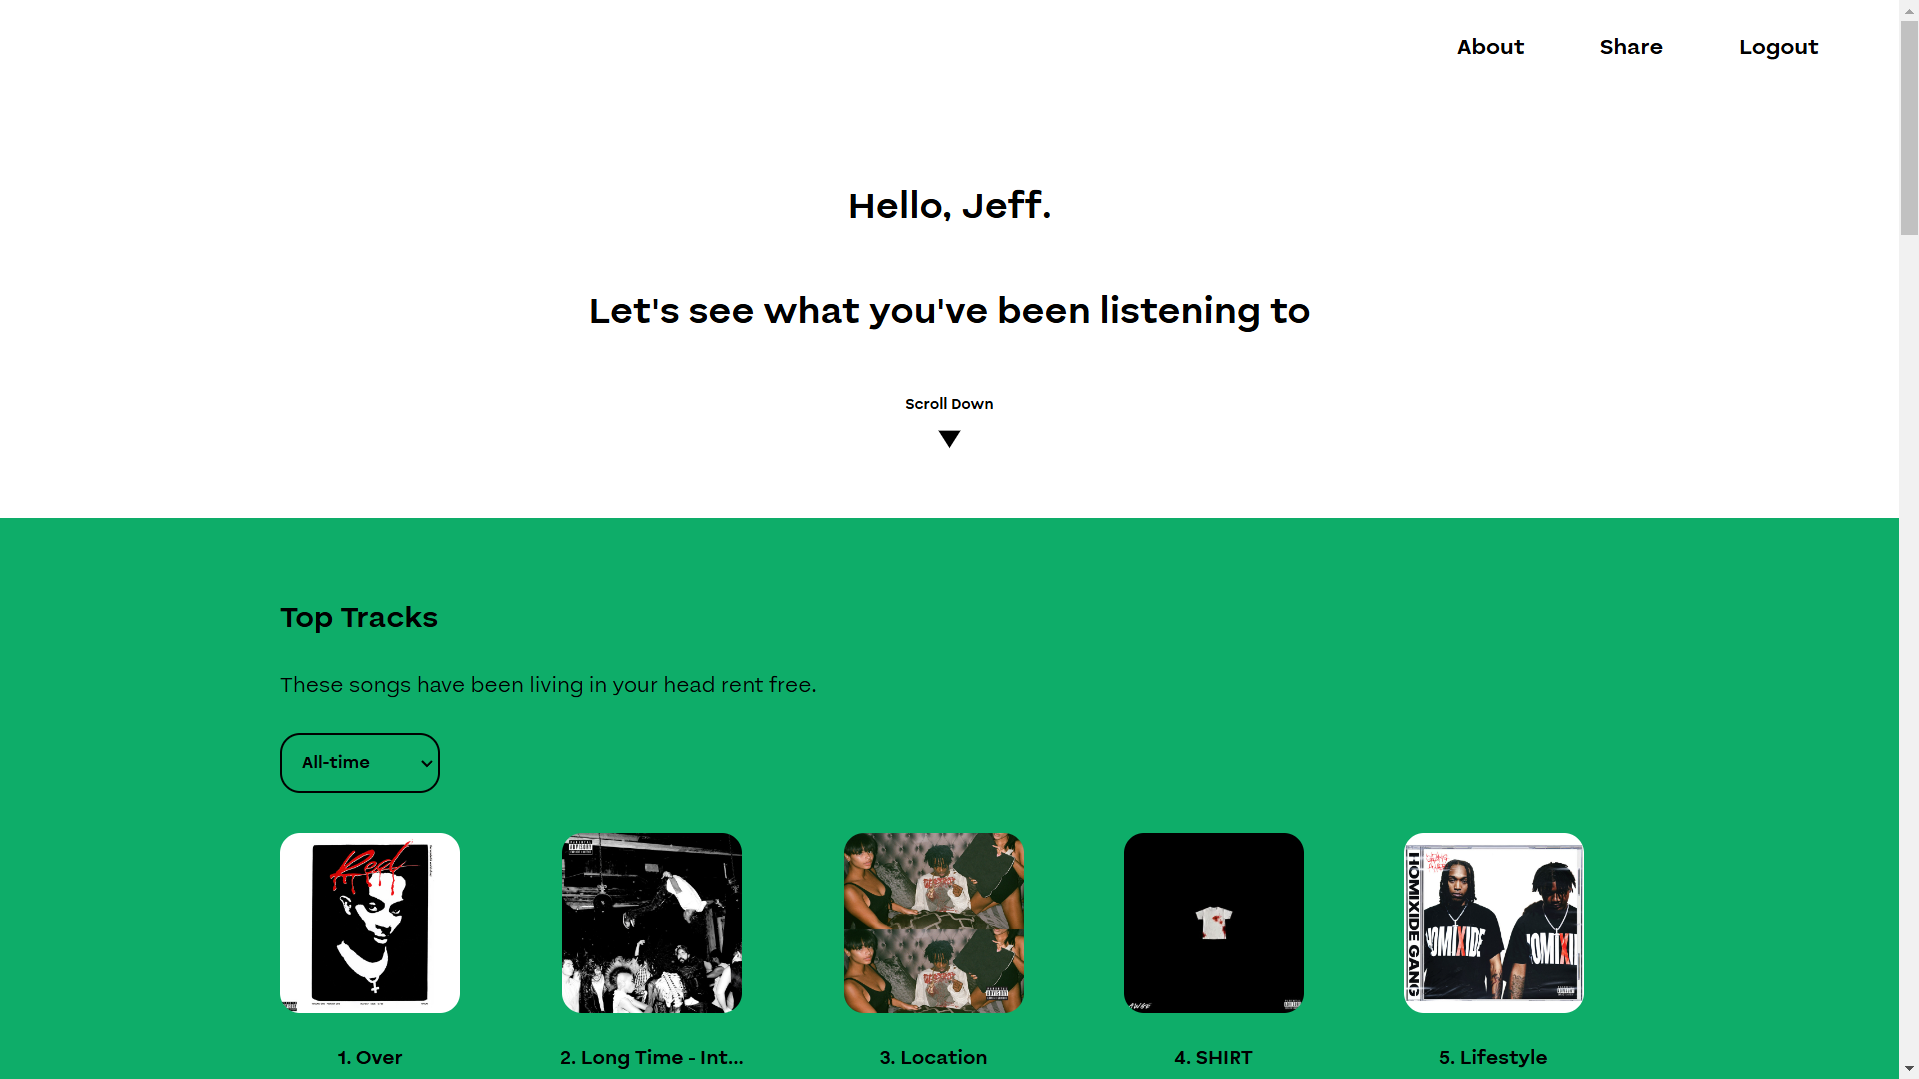 About
Share
Logout
Hello, Jeff.
Let's see what you've been listening to
Scroll Down
Top Tracks
These songs have been living in your head rent free.
All-time
Red
HOMIXIDE GANG
AWGE
1. Over
2. Long Time - Int...
3. Location
4. SHIRT
5. Lifestyle